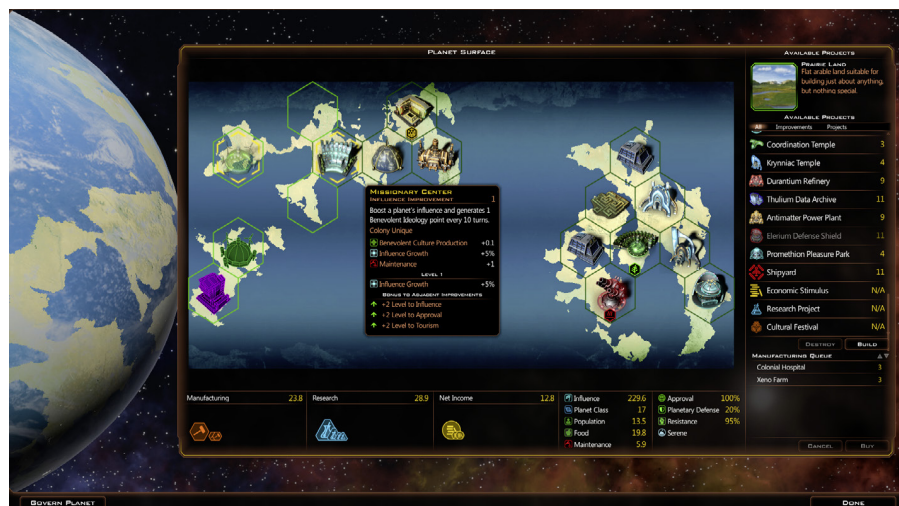 PLANET SURFACE
AVAILABLE PROJECTS
PRAIRIE LAND
Flat arable land suitable for
building just about anything,
but nothing special.
AVAILABLE PROJECTS
All Improvements Projects
Coordination Temple 3
Krynniac Temple 4
Durantium Refinery 9
Thulium Data Archive 11
Antimatter Power Plant 9
Elerium Defense Shield 11
Promethion Pleasure Park 4
Shipyard 11
Economic Stimulus N/A
Research Project N/A
Cultural Festival N/A
DESTROY BUILD
MANUFACTURING QUEUE
Colonial Hospital 3
Xeno Farm 3
CANCEL BUY
MISSIONARY CENTER
INFLUENCE IMPROVEMENT 1
Boost a planet's influence and generates 1
Benevolent Ideology point every 10 turns.
Colony Unique
Benevolent Culture Production +0.1
Influence Growth +5%
Maintenance +1
LEVEL 1
Influence Growth +5%
BONUS TO ADJACENT IMPROVEMENTS
+2 Level to Influence
+2 Level to Approval
+2 Level to Tourism
Manufacturing 23.8
Research 28.9
Net Income 12.8
Influence 229.6
Planet Class 17
Population 13.5
Food 19.8
Maintenance 5.9
Approval 100%
Planetary Defense 20%
Resistance 95%
Serene
GOVERN PLANET
DONE